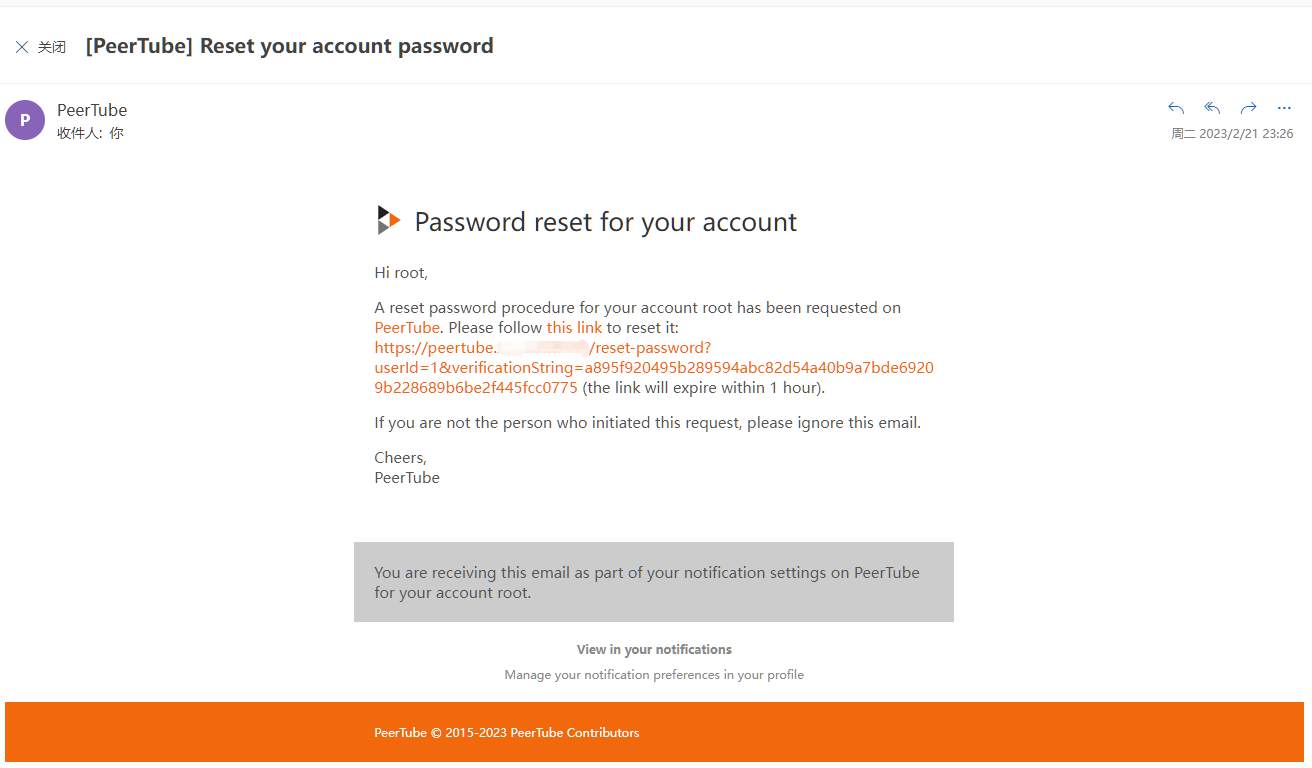 关闭 [PeerTube] Reset your account password
P
PeerTube
收件人: 你
周二 2023/2/21 23:26
Password reset for your account
Hi root,
A reset password procedure for your account root has been requested on
PeerTube. Please follow this link to reset it:
https://peertube. /reset-password?
userId=1&verificationString=a895f920495b289594abc82d54a40b9a7bde6920
9b228689b6be2f445fcc0775 (the link will expire within 1 hour).
If you are not the person who initiated this request, please ignore this email.
Cheers,
PeerTube
You are receiving this email as part of your notification settings on PeerTube
for your account root.
View in your notifications
Manage your notification preferences in your profile
PeerTube © 2015-2023 PeerTube Contributors